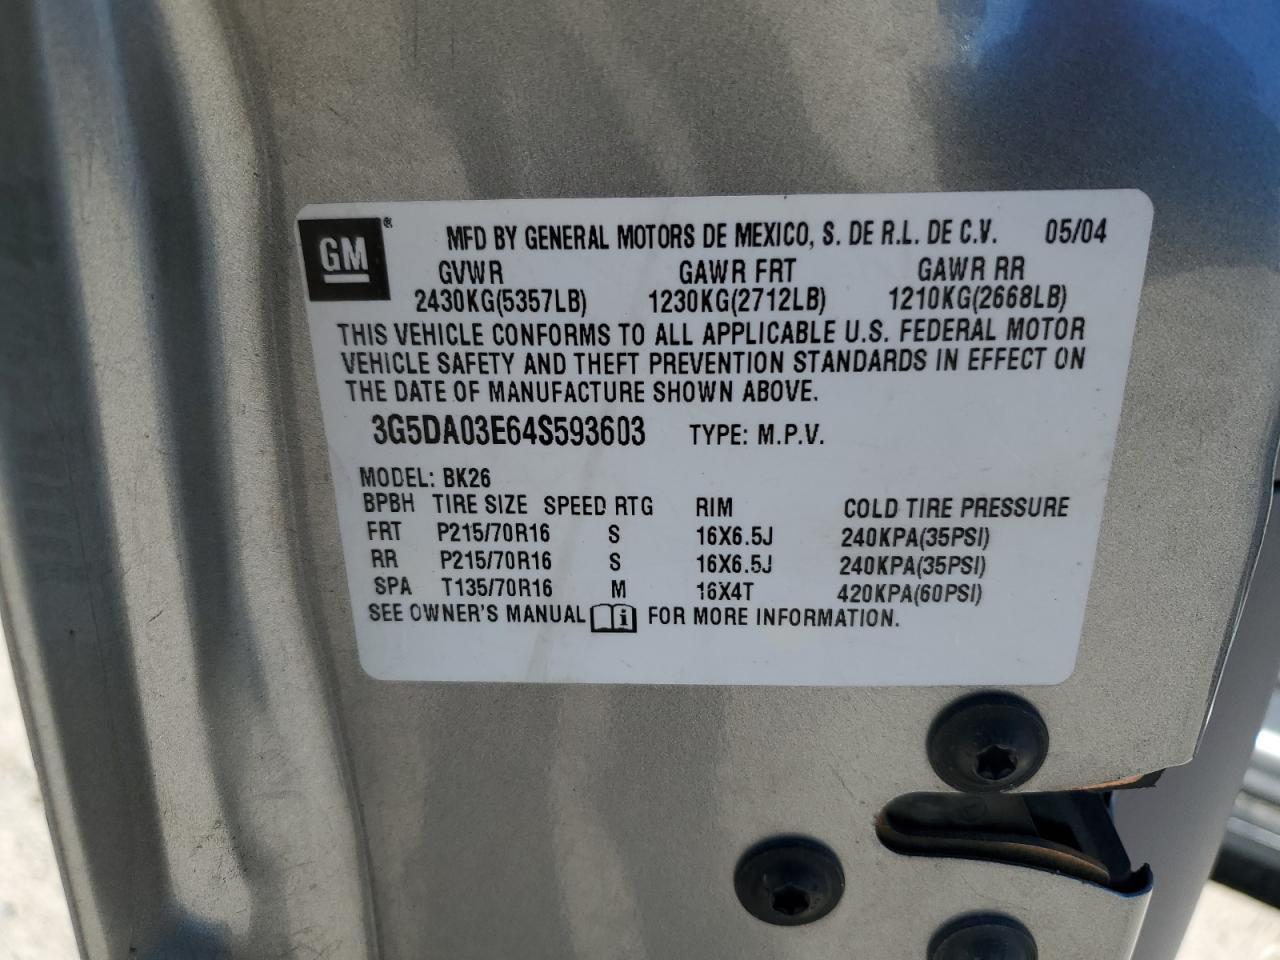 GM® MFD BY GENERAL MOTORS DE MEXICO, S. DE R.L. DE C.V. 05/04
GVWR GAWR FRT GAWR RR
2430KG(5357LB) 1230KG(2712LB) 1210KG(2668LB)
THIS VEHICLE CONFORMS TO ALL APPLICABLE U.S. FEDERAL MOTOR
VEHICLE SAFETY AND THEFT PREVENTION STANDARDS IN EFFECT ON
THE DATE OF MANUFACTURE SHOWN ABOVE.
3G5DA03E64S593603 TYPE: M.P.V.
MODEL: BK26
BPBH TIRE SIZE SPEED RTG RIM COLD TIRE PRESSURE
FRT P215/70R16 S 16X6.5J 240KPA(35PSI)
RR P215/70R16 S 16X6.5J 240KPA(35PSI)
SPA T135/70R16 M 16X4T 420KPA(60PSI)
SEE OWNER'S MANUAL i FOR MORE INFORMATION.